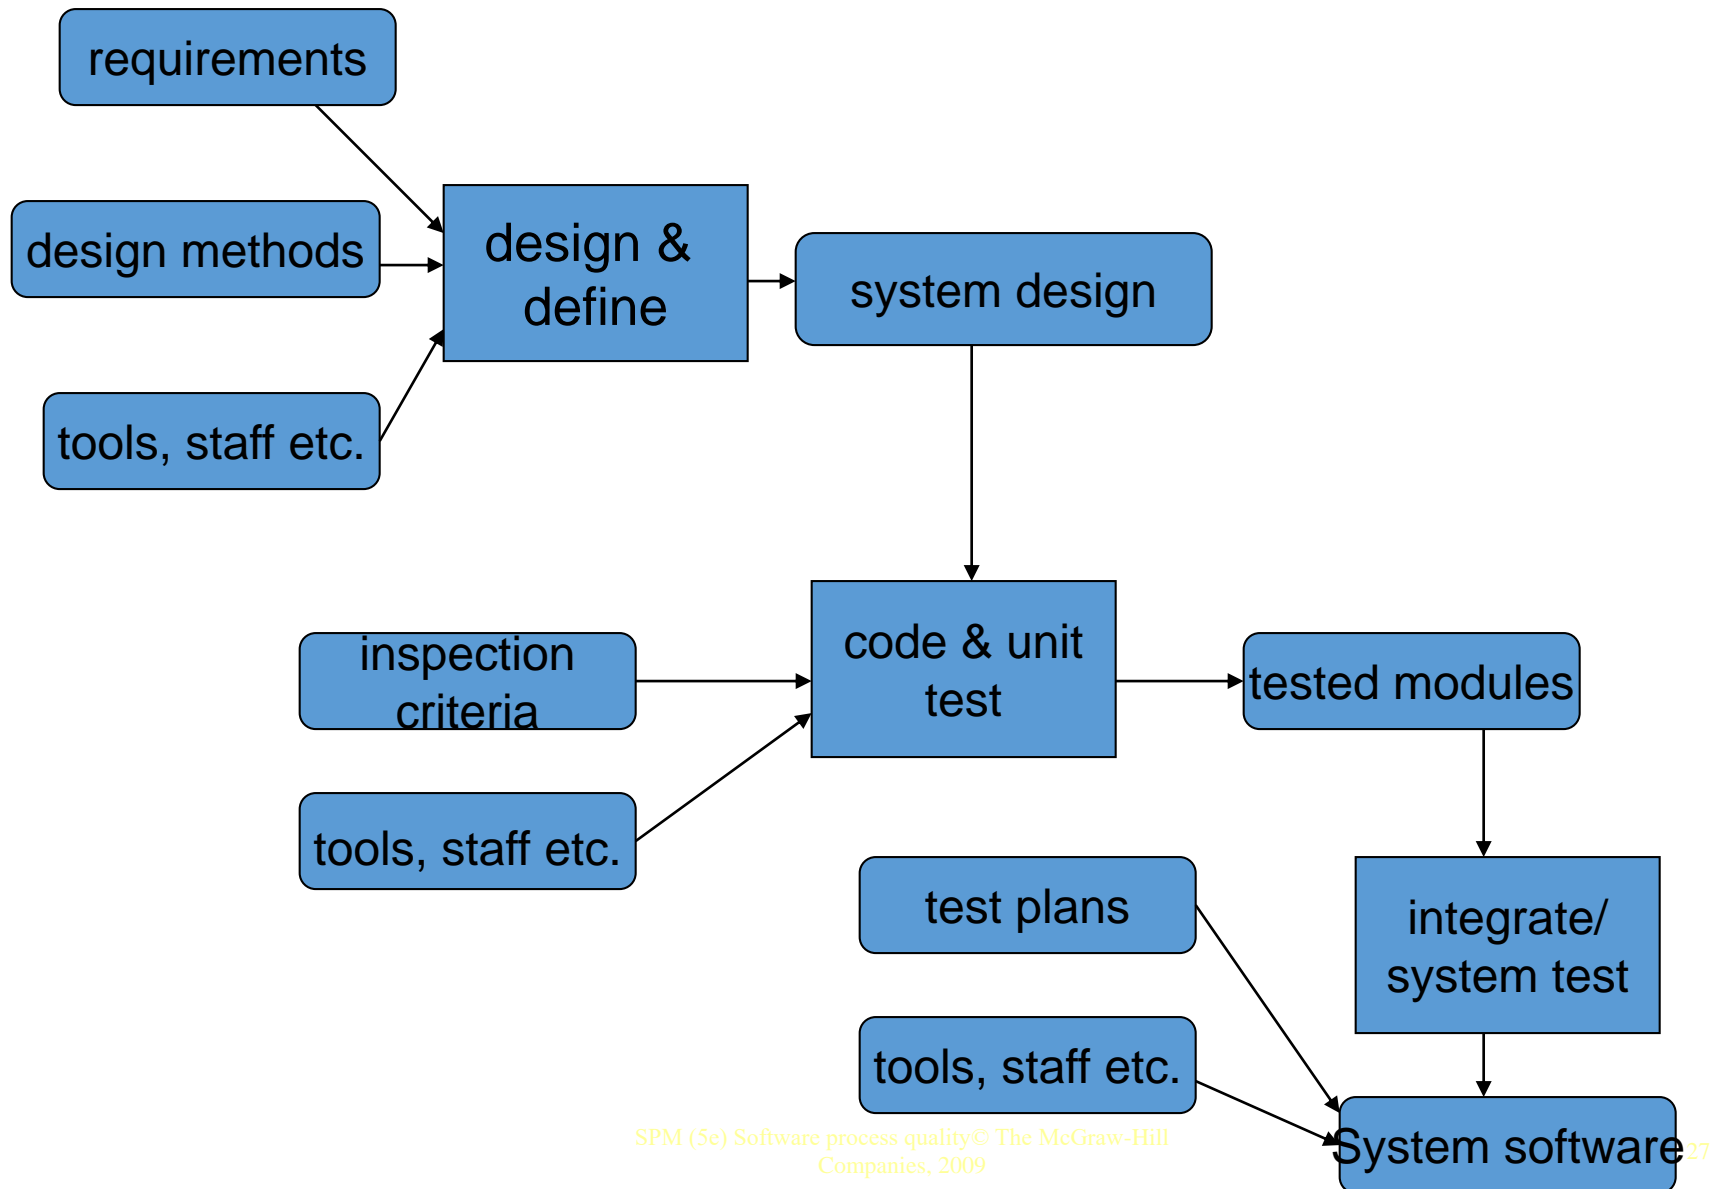 requirements
design methods
design &
define
system design
tools, staff etc.
inspection
criteria
code & unit
test
tested modules
tools, staff etc.
test plans
integrate/
system test
tools, staff etc.
System software
SPM (5e) Software process quality© The McGraw-Hill
Companies, 2009
27